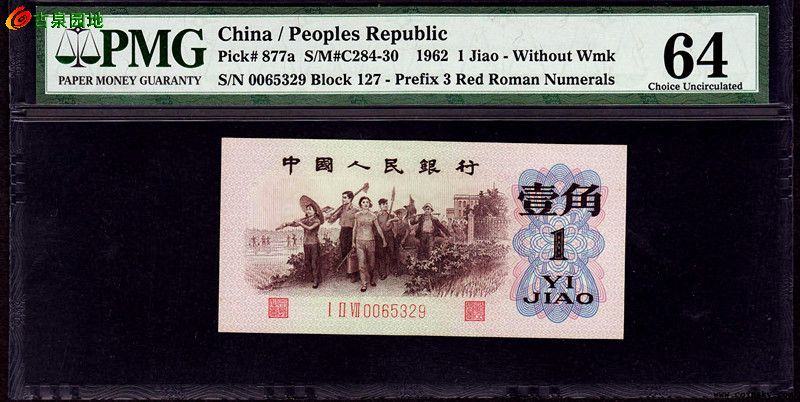 古泉园地
PMG
PAPER MONEY GUARANTY
China / Peoples Republic
Pick# 877a S/M#C284-30 1962 1 Jiao - Without Wmk
S/N 0065329 Block 127 - Prefix 3 Red Roman Numerals
64
Choice Uncirculated
中國人民銀行
壹角
1
YI
JIAO
I II VII 0065329